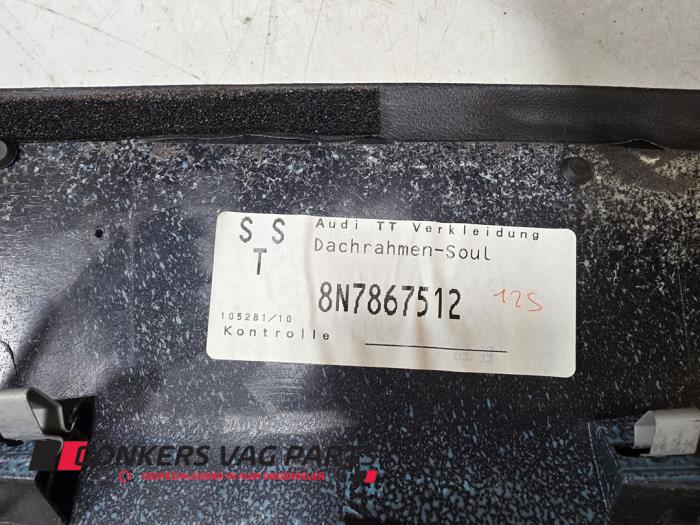 S S
T
Audi TT Verkleidung
Dachrahmen-Soul
8N7867512
125
105281/10
Kontrolle
DONKERS VAG PARTS